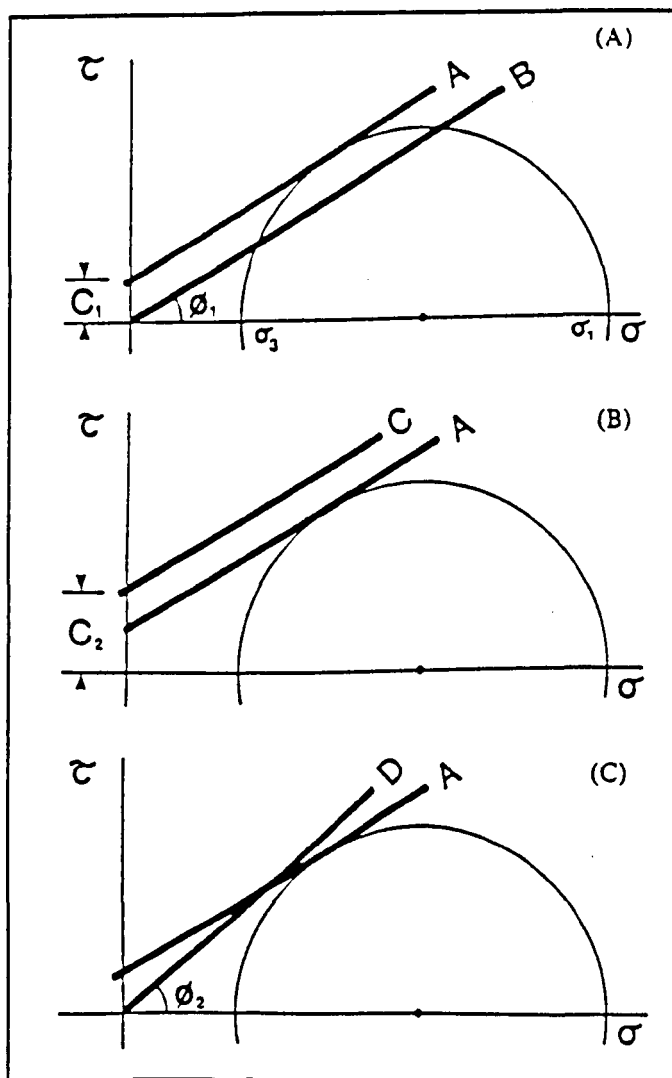 (A)
τ A B
C₁ ø₁ σ₃ σ₁ σ
(B)
τ C A
C₂ σ
(C)
τ D A
ø₂ σ